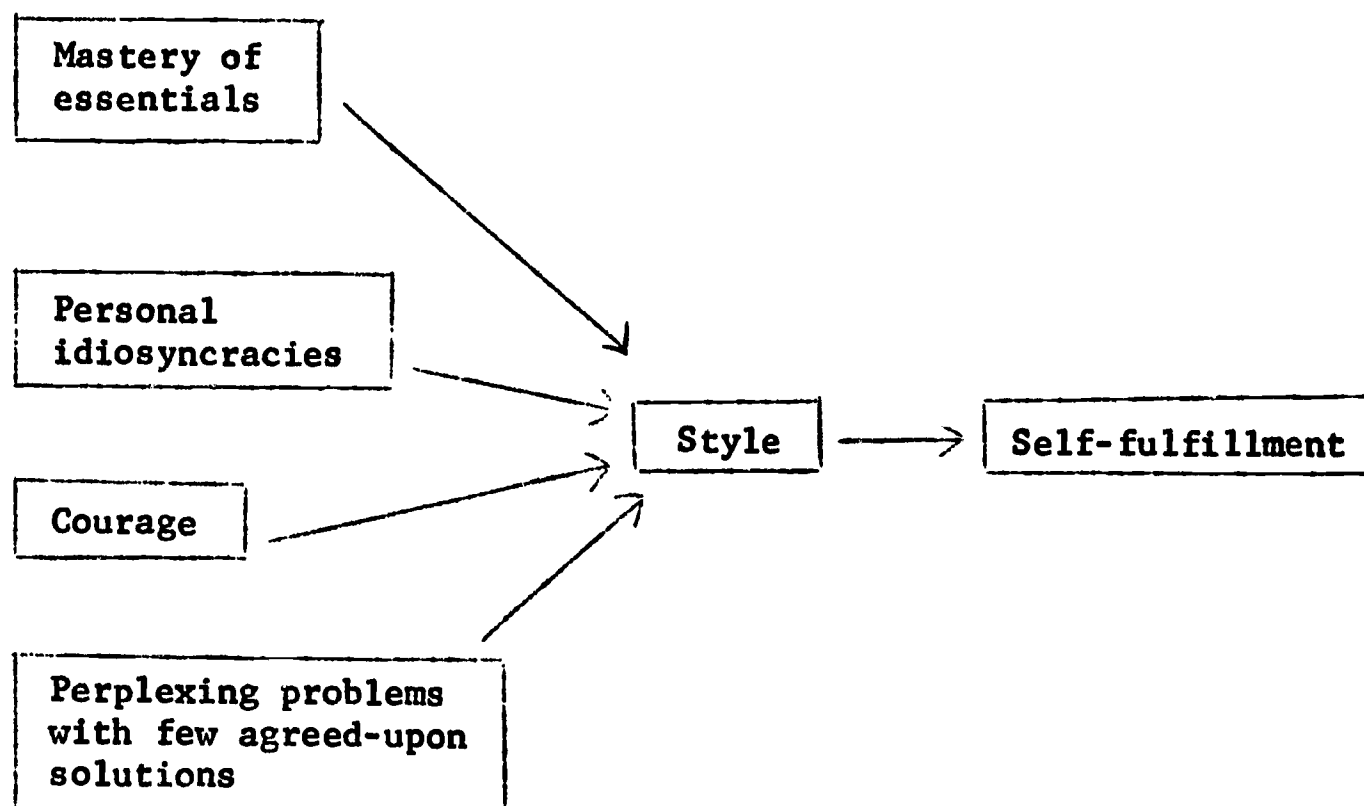 Mastery of
essentials
Personal
idiosyncracies
Courage
Style
Self-fulfillment
Perplexing problems
with few agreed-upon
solutions